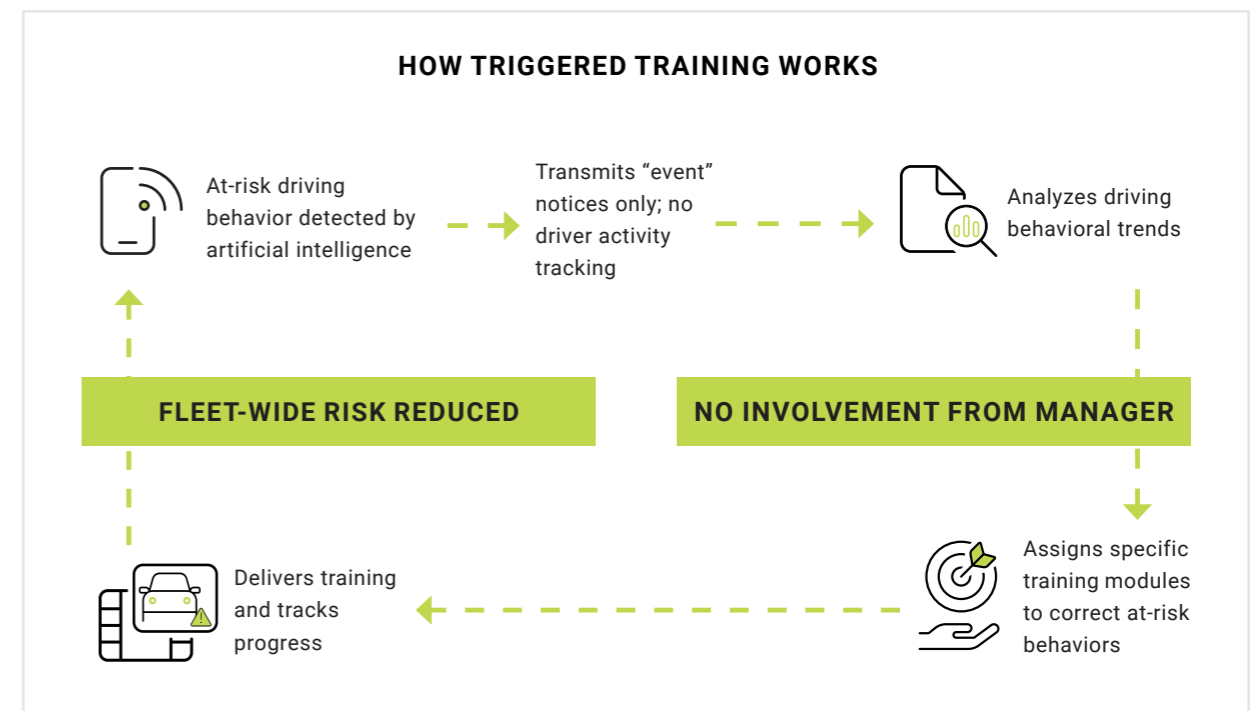 HOW TRIGGERED TRAINING WORKS
At-risk driving
behavior detected by
artificial intelligence
Transmits “event”
notices only; no
driver activity
tracking
Analyzes driving
behavioral trends
FLEET-WIDE RISK REDUCED
NO INVOLVEMENT FROM MANAGER
Delivers training
and tracks
progress
Assigns specific
training modules
to correct at-risk
behaviors